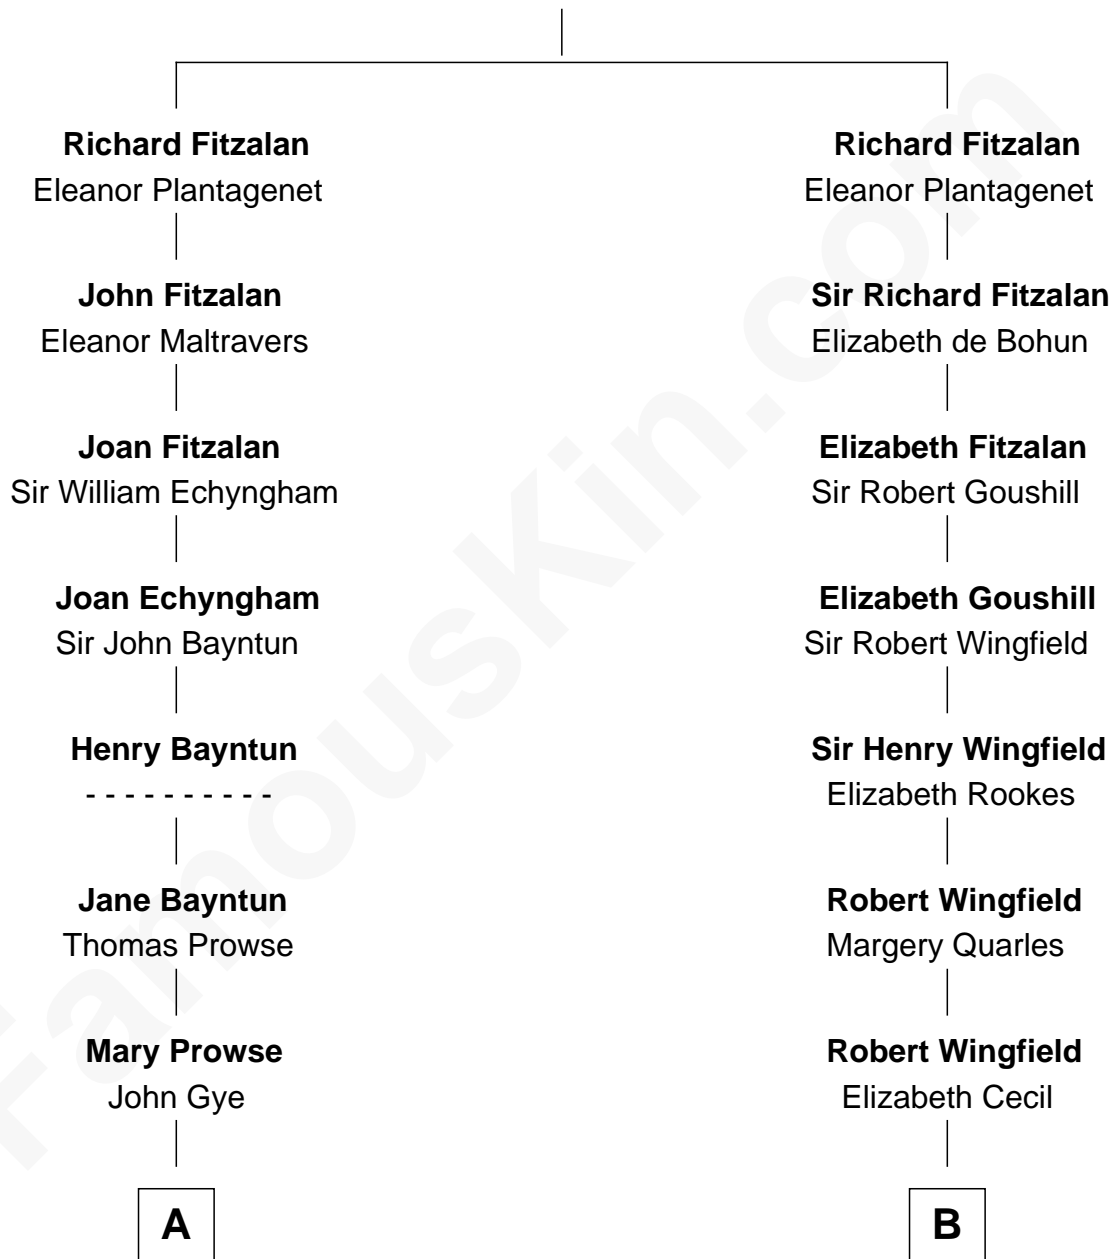 Richard Fitzalan
Eleanor Plantagenet
John Fitzalan
Eleanor Maltravers
Joan Fitzalan
Sir William Echyngham
Joan Echyngham
Sir John Bayntun
Henry Bayntun
- - - - - - - - - -
Jane Bayntun
Thomas Prowse
Mary Prowse
John Gye
A
Richard Fitzalan
Eleanor Plantagenet
Sir Richard Fitzalan
Elizabeth de Bohun
Elizabeth Fitzalan
Sir Robert Goushill
Elizabeth Goushill
Sir Robert Wingfield
Sir Henry Wingfield
Elizabeth Rookes
Robert Wingfield
Margery Quarles
Robert Wingfield
Elizabeth Cecil
B
FamousKin.com